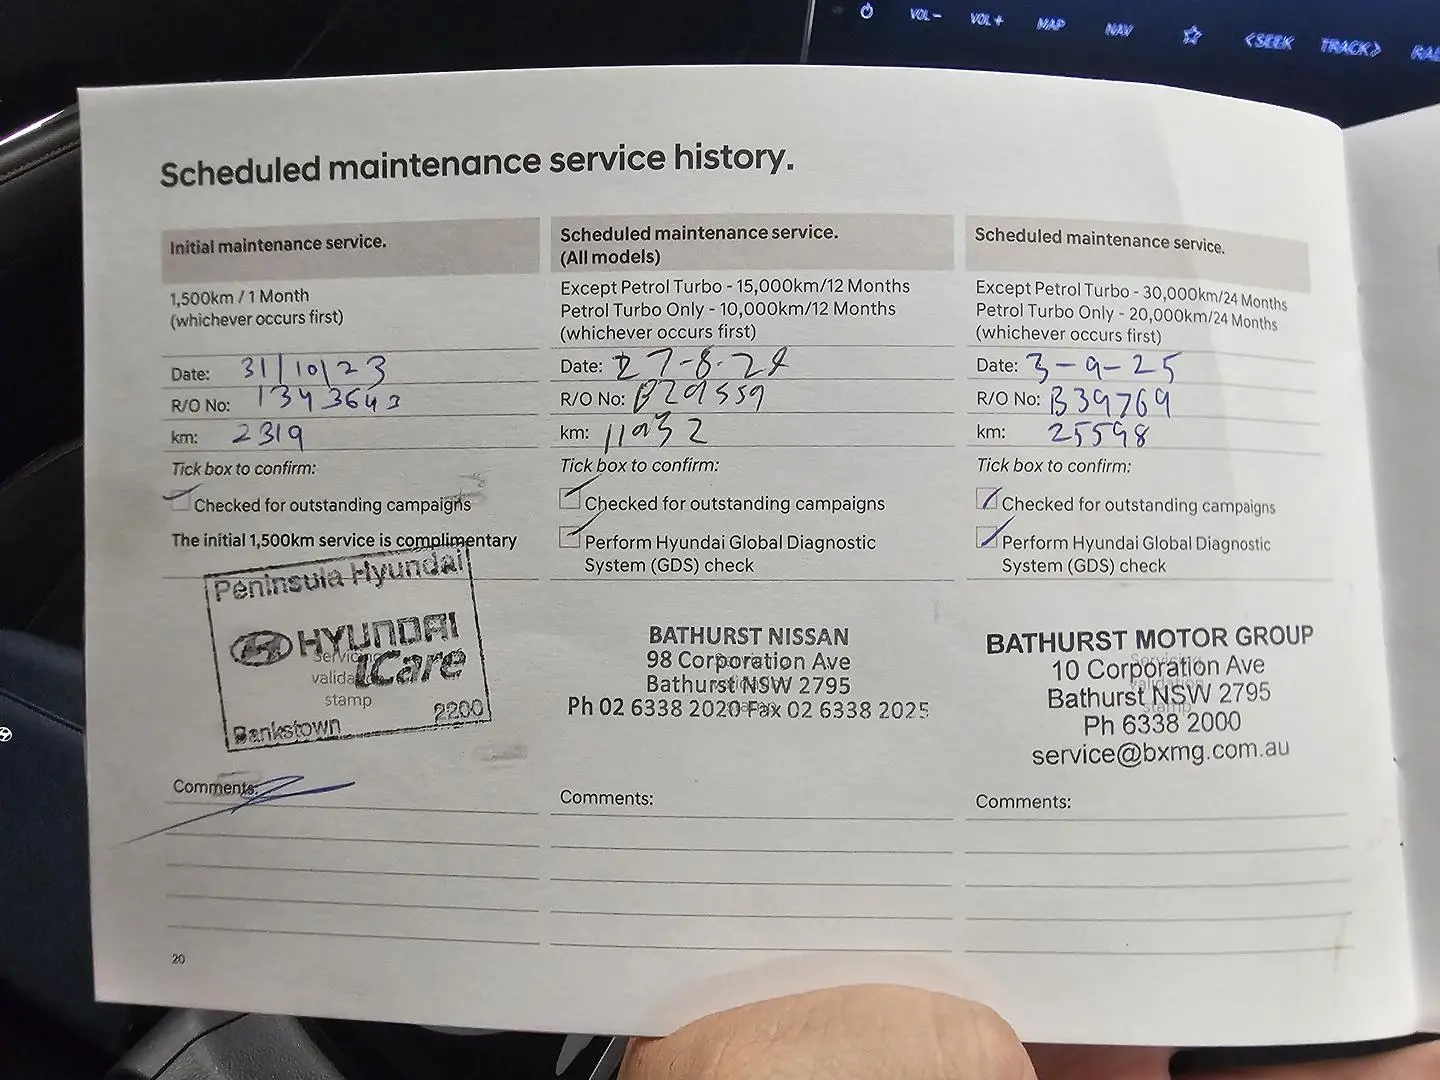 VOL- VOL+ MAP NAV <SEEK TRACK>
Scheduled maintenance service history.
Initial maintenance service.
1,500km / 1 Month
(whichever occurs first)
Date: 31/10/23
R/O No: 1343643
km: 2319
Tick box to confirm:
Checked for outstanding campaigns
The initial 1,500km service is complimentary
Peninsula Hyundai
HYUNDAI
iCare
Servicing
validation
stamp
Bankstown 2200
Comments:
Scheduled maintenance service.
(All models)
Except Petrol Turbo - 15,000km/12 Months
Petrol Turbo Only - 10,000km/12 Months
(whichever occurs first)
Date: 27-8-24
R/O No: B29559
km: 11932
Tick box to confirm:
Checked for outstanding campaigns
Perform Hyundai Global Diagnostic
System (GDS) check
BATHURST NISSAN
98 Corporation Ave
Bathurst NSW 2795
Ph 02 6338 2020 Fax 02 6338 2025
Comments:
Scheduled maintenance service.
Except Petrol Turbo - 30,000km/24 Months
Petrol Turbo Only - 20,000km/24 Months
(whichever occurs first)
Date: 3-9-25
R/O No: B39769
km: 25598
Tick box to confirm:
Checked for outstanding campaigns
Perform Hyundai Global Diagnostic
System (GDS) check
BATHURST MOTOR GROUP
10 Corporation Ave
Bathurst NSW 2795
Ph 6338 2000
service@bxmg.com.au
Comments:
20